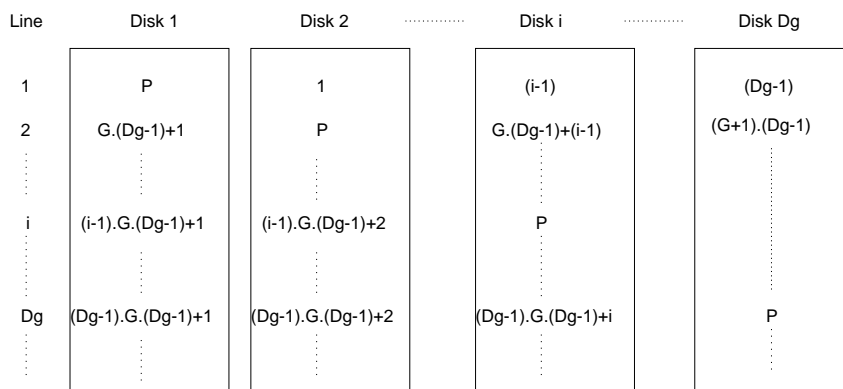 Line Disk 1 Disk 2 Disk i Disk Dg
1 P 1 (i-1) (Dg-1)
2 G.(Dg-1)+1 P G.(Dg-1)+(i-1) (G+1).(Dg-1)
i (i-1).G.(Dg-1)+1 (i-1).G.(Dg-1)+2 P
Dg (Dg-1).G.(Dg-1)+1 (Dg-1).G.(Dg-1)+2 (Dg-1).G.(Dg-1)+i P